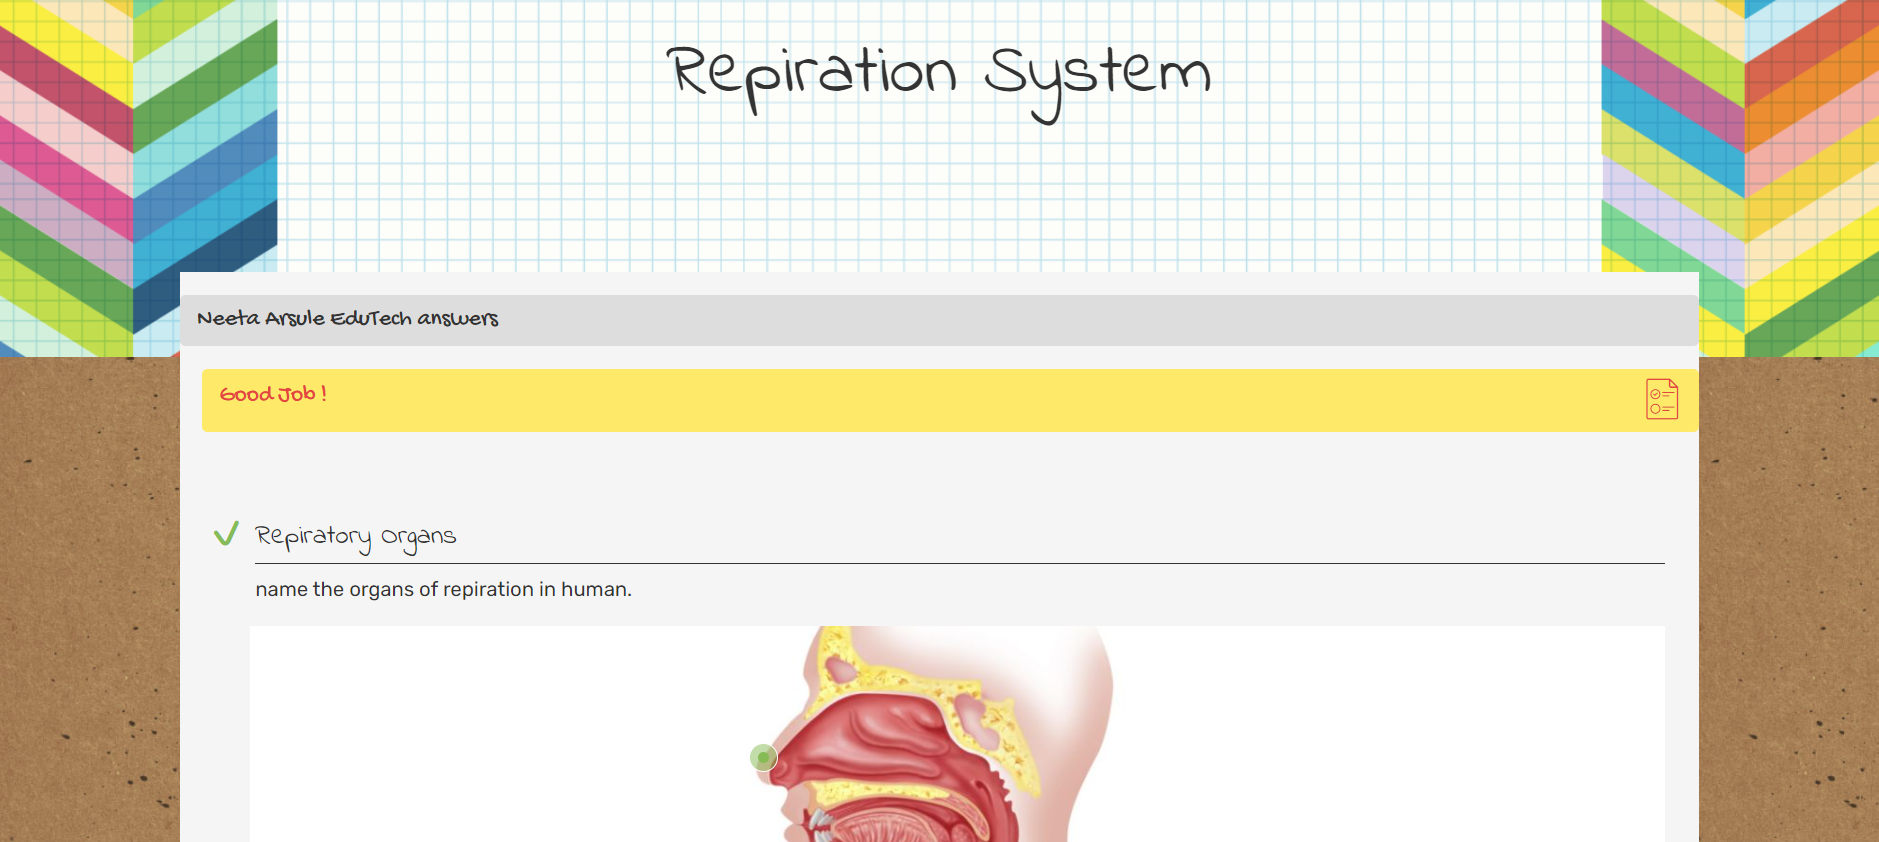 Repiration System
Neeta Arsule EduTech answers
Good Job !
Repiratory Organs
name the organs of repiration in human.